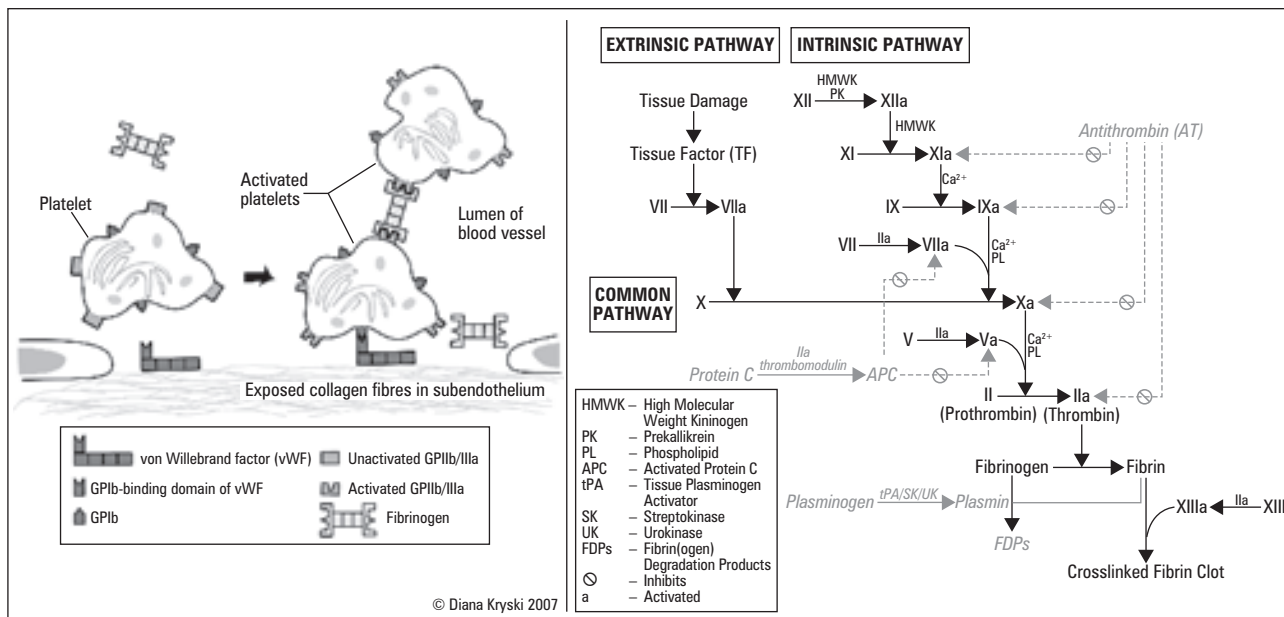 Platelet
Activated
platelets
Lumen of
blood vessel
Exposed collagen fibres in subendothelium
von Willebrand factor (vWF)
Unactivated GPIIb/IIIa
GPIb-binding domain of vWF
Activated GPIIb/IIIa
GPIb
Fibrinogen
© Diana Kryski 2007
EXTRINSIC PATHWAY
INTRINSIC PATHWAY
Tissue Damage
Tissue Factor (TF)
VII
VIIa
HMWK
PK
XII
XIIa
HMWK
XI
XIa
Ca²⁺
IX
IXa
VII
IIa
VIIa
Ca²⁺
PL
Antithrombin (AT)
COMMON
PATHWAY
X
Xa
V
IIa
Va
Ca²⁺
PL
Protein C
IIa
thrombomodulin
APC
II
IIa
(Prothrombin)
(Thrombin)
Fibrinogen
Fibrin
Plasminogen
tPA/SK/UK
Plasmin
FDPs
XIIIa
IIa
XIII
Crosslinked Fibrin Clot
HMWK – High Molecular
Weight Kininogen
PK – Prekallikrein
PL – Phospholipid
APC – Activated Protein C
tPA – Tissue Plasminogen
Activator
SK – Streptokinase
UK – Urokinase
FDPs – Fibrin(ogen)
Degradation Products
– Inhibits
a – Activated